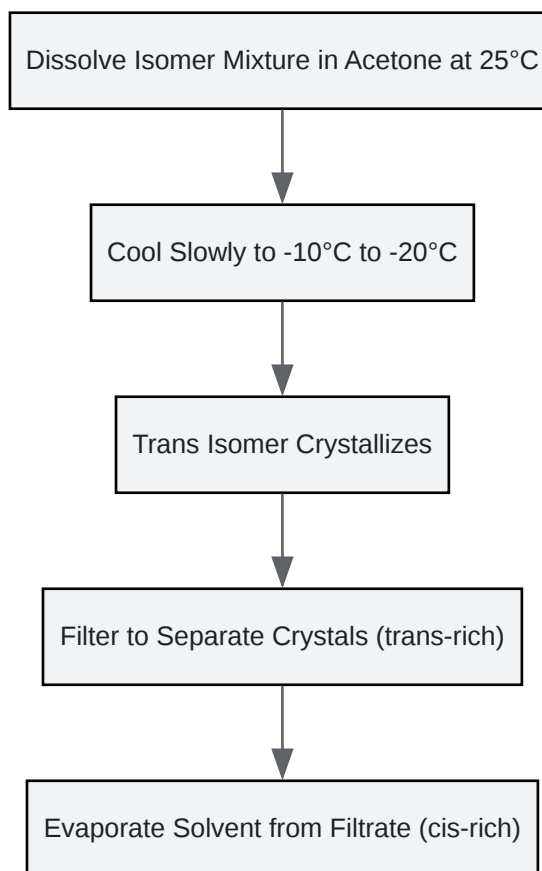 Dissolve Isomer Mixture in Acetone at 25°C
Cool Slowly to -10°C to -20°C
Trans Isomer Crystallizes
Filter to Separate Crystals (trans-rich)
Evaporate Solvent from Filtrate (cis-rich)